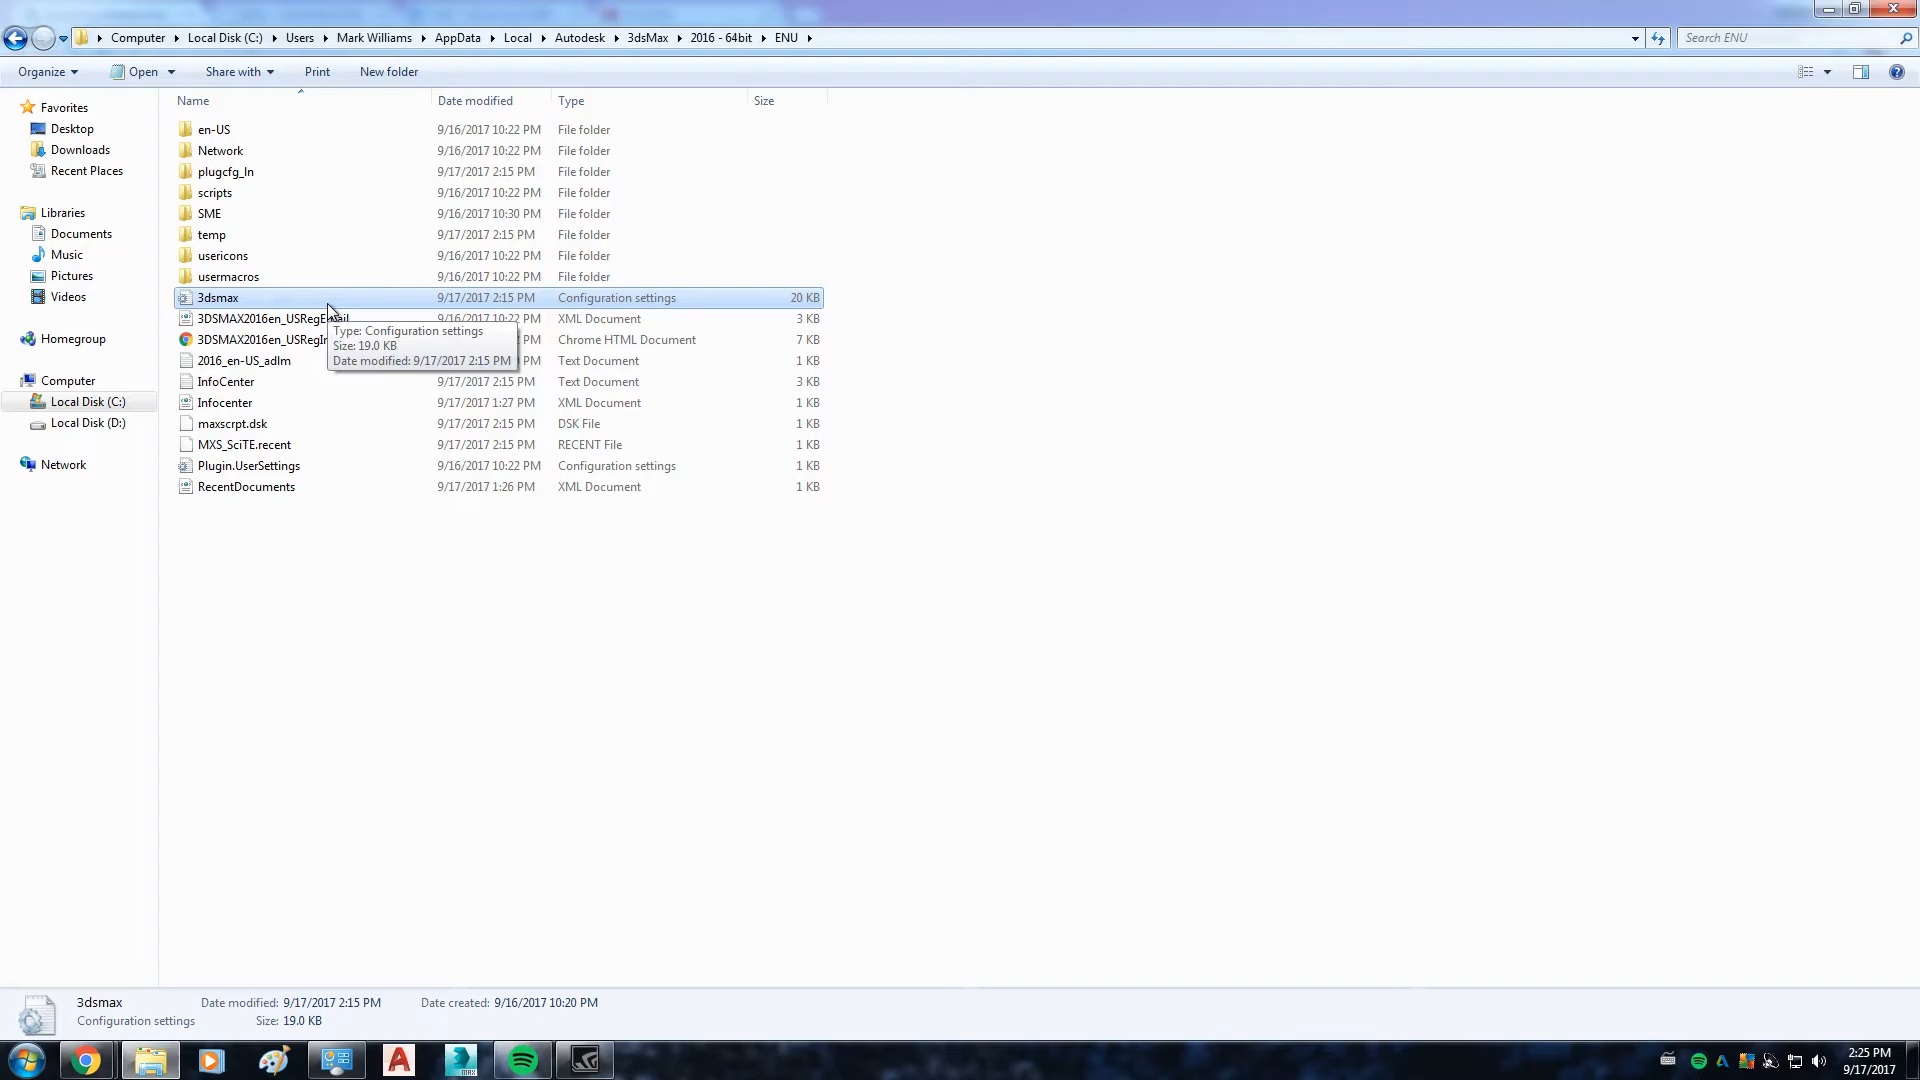 Computer Local Disk (C:) Users Mark Williams AppData Local Autodesk 3dsMax 2016 - 64bit ENU Search ENU
Organize Open Share with Print New folder
Name Date modified Type Size
Favorites
Desktop
Downloads
Recent Places
Libraries
Documents
Music
Pictures
Videos
Homegroup
Computer
Local Disk (C:)
Local Disk (D:)
Network
en-US 9/16/2017 10:22 PM File folder
Network 9/16/2017 10:22 PM File folder
plugcfg_ln 9/17/2017 2:15 PM File folder
scripts 9/16/2017 10:22 PM File folder
SME 9/16/2017 10:30 PM File folder
temp 9/17/2017 2:15 PM File folder
usericons 9/16/2017 10:22 PM File folder
usermacros 9/16/2017 10:22 PM File folder
3dsmax 9/17/2017 2:15 PM Configuration settings 20 KB
3DSMAX2016en_USRegEmail 9/16/2017 10:22 PM XML Document 3 KB
3DSMAX2016en_USRegIn PM Chrome HTML Document 7 KB
2016_en-US_adlm Text Document 1 KB
InfoCenter 9/17/2017 2:15 PM Text Document 3 KB
Infocenter 9/17/2017 1:27 PM XML Document 1 KB
maxscrpt.dsk 9/17/2017 2:15 PM DSK File 1 KB
MXS_SciTE.recent 9/17/2017 2:15 PM RECENT File 1 KB
Plugin.UserSettings 9/16/2017 10:22 PM Configuration settings 1 KB
RecentDocuments 9/17/2017 1:26 PM XML Document 1 KB
Type: Configuration settings
Size: 19.0 KB
Date modified: 9/17/2017 2:15 PM
3dsmax Date modified: 9/17/2017 2:15 PM Date created: 9/16/2017 10:20 PM
Configuration settings Size: 19.0 KB
MAX
2:25 PM
9/17/2017